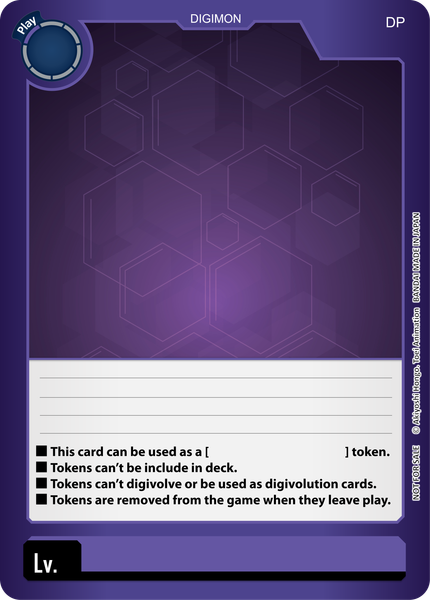 Play
DIGIMON
DP
■ This card can be used as a [ ] token.
■ Tokens can't be include in deck.
■ Tokens can't digivolve or be used as digivolution cards.
■ Tokens are removed from the game when they leave play.
NOT FOR SALE © Akiyoshi Hongo, Toei Animation BANDAI MADE IN JAPAN
Lv.